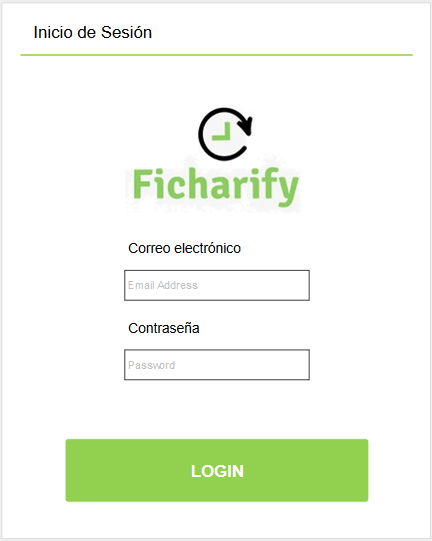 Inicio de Sesión
Ficharify
Correo electrónico
Email Address
Contraseña
Password
LOGIN